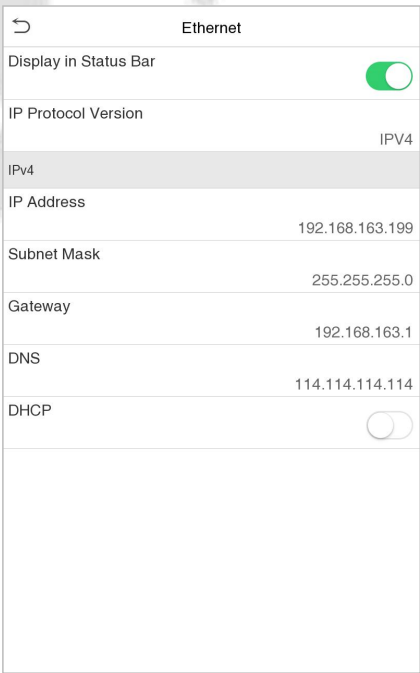 Ethernet
Display in Status Bar
IP Protocol Version
IPV4
IPv4
IP Address
192.168.163.199
Subnet Mask
255.255.255.0
Gateway
192.168.163.1
DNS
114.114.114.114
DHCP